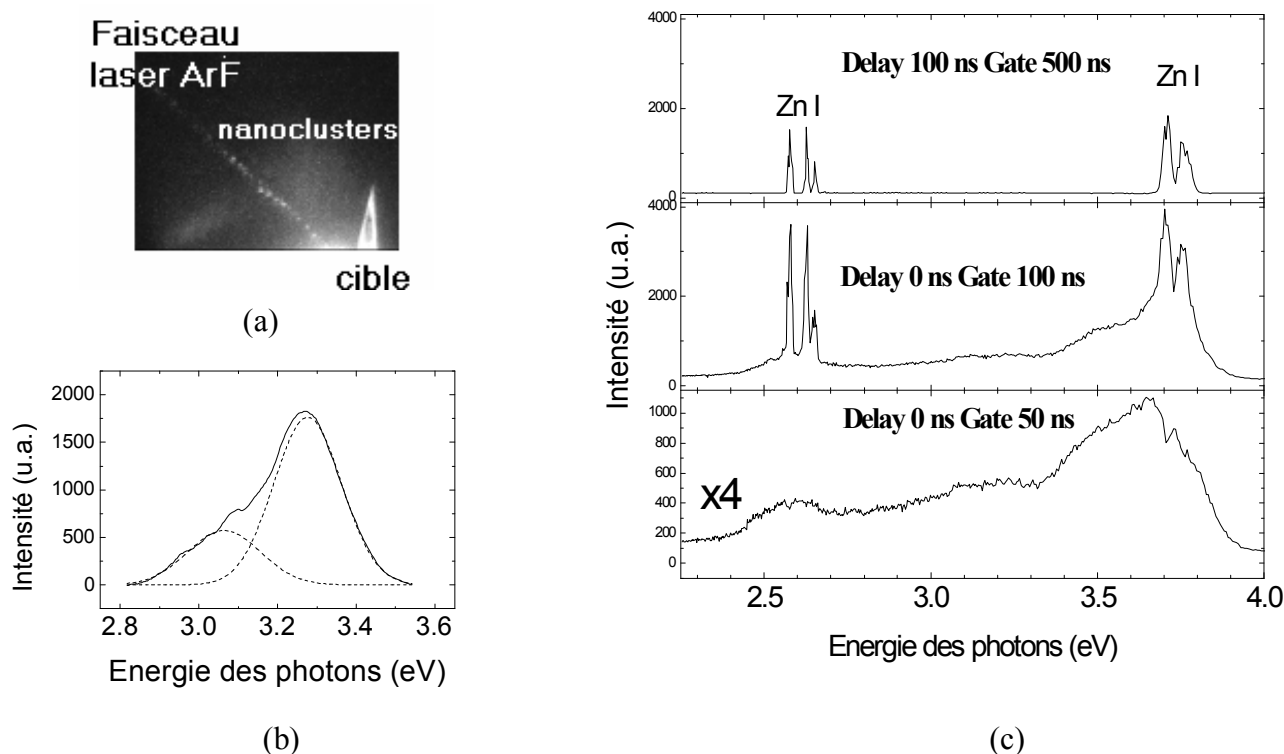 Faisceau
laser ArF
nanoclusters
cible
(a)
Intensité (u.a.)
2000
1500
1000
500
0
2.8 3.0 3.2 3.4 3.6
Energie des photons (eV)
(b)
Intensité (u.a.)
4000
2000
0
Delay 100 ns Gate 500 ns
Zn I
Zn I
4000
2000
0
Delay 0 ns Gate 100 ns
1000
800
600
400
200
0
Delay 0 ns Gate 50 ns
x4
2.5 3.0 3.5 4.0
Energie des photons (eV)
(c)